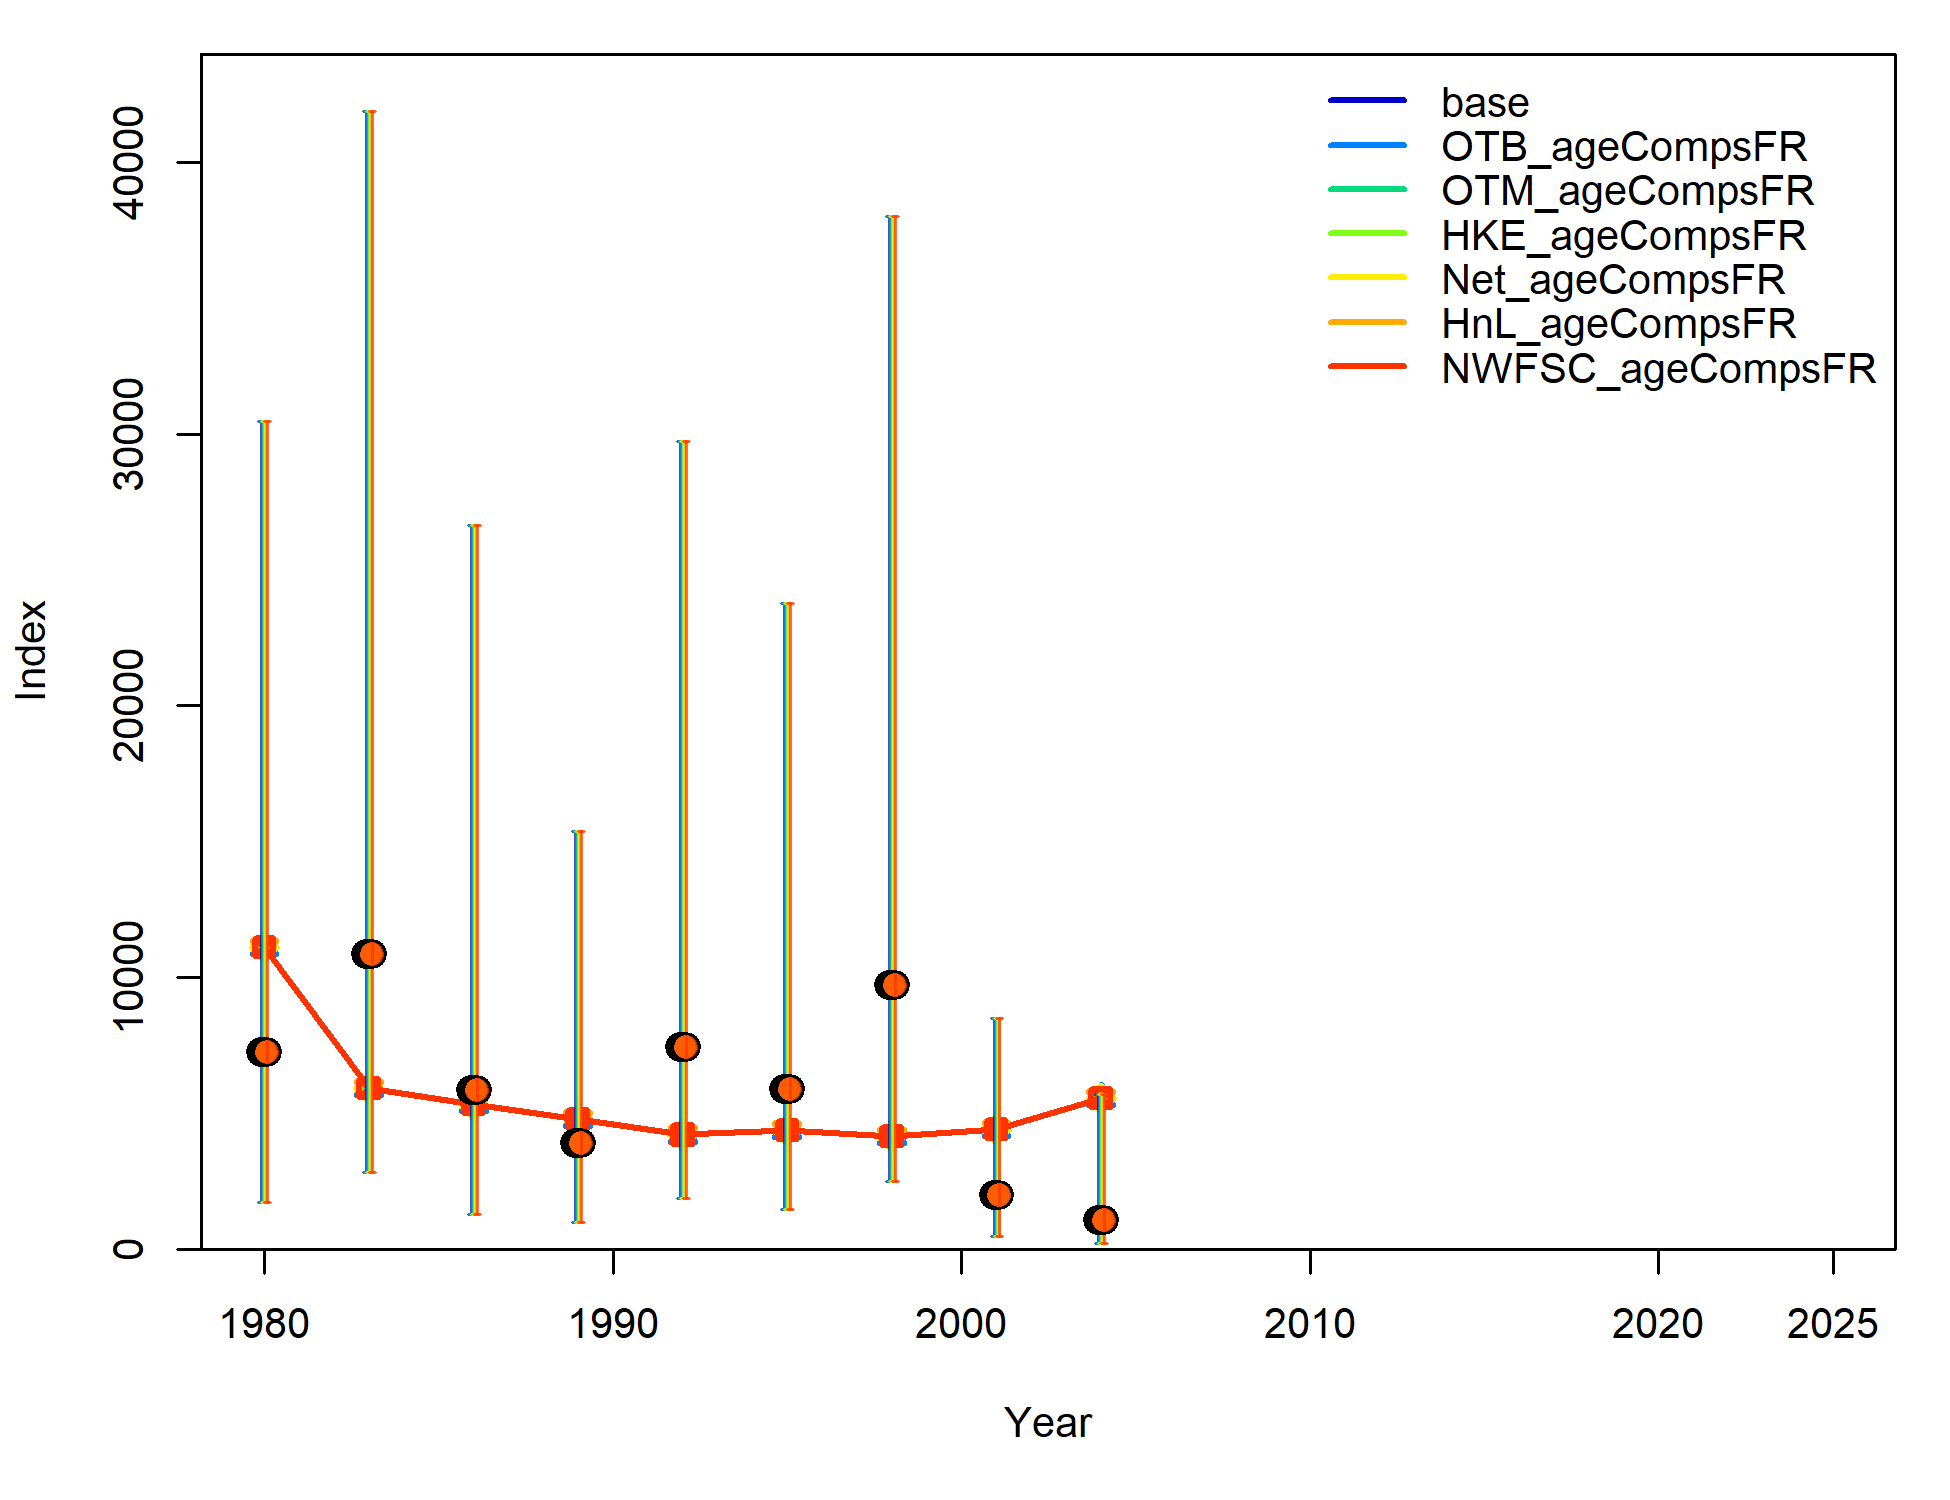 base
OTB_ageCompsFR
OTM_ageCompsFR
HKE_ageCompsFR
Net_ageCompsFR
HnL_ageCompsFR
NWFSC_ageCompsFR
40000
30000
20000
10000
0
Index
1980 1990 2000 2010 2020 2025
Year